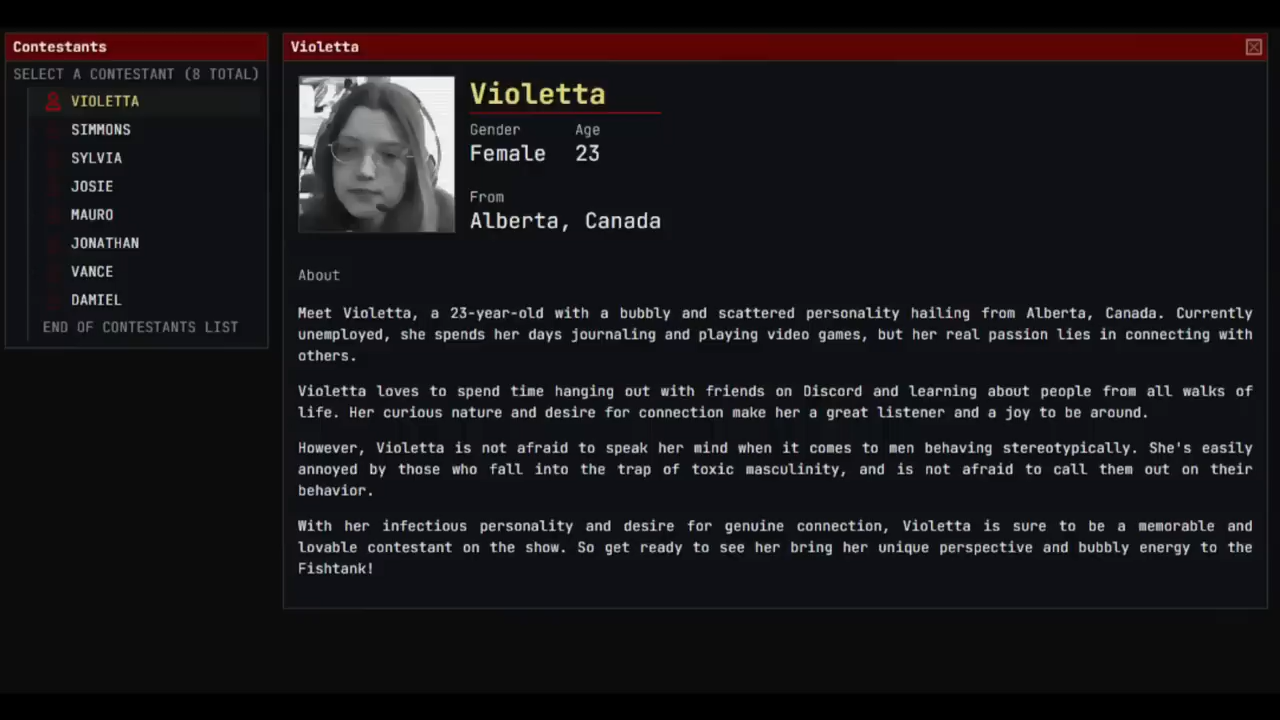 Contestants
SELECT A CONTESTANT (8 TOTAL)
VIOLETTA
SIMMONS
SYLVIA
JOSIE
MAURO
JONATHAN
VANCE
DAMIEL
END OF CONTESTANTS LIST
Violetta
Violetta
Gender Age
Female 23
From
Alberta, Canada
About
Meet Violetta, a 23-year-old with a bubbly and scattered personality hailing from Alberta, Canada. Currently
unemployed, she spends her days journaling and playing video games, but her real passion lies in connecting with
others.
Violetta loves to spend time hanging out with friends on Discord and learning about people from all walks of
life. Her curious nature and desire for connection make her a great listener and a joy to be around.
However, Violetta is not afraid to speak her mind when it comes to men behaving stereotypically. She's easily
annoyed by those who fall into the trap of toxic masculinity, and is not afraid to call them out on their
behavior.
With her infectious personality and desire for genuine connection, Violetta is sure to be a memorable and
lovable contestant on the show. So get ready to see her bring her unique perspective and bubbly energy to the
Fishtank!